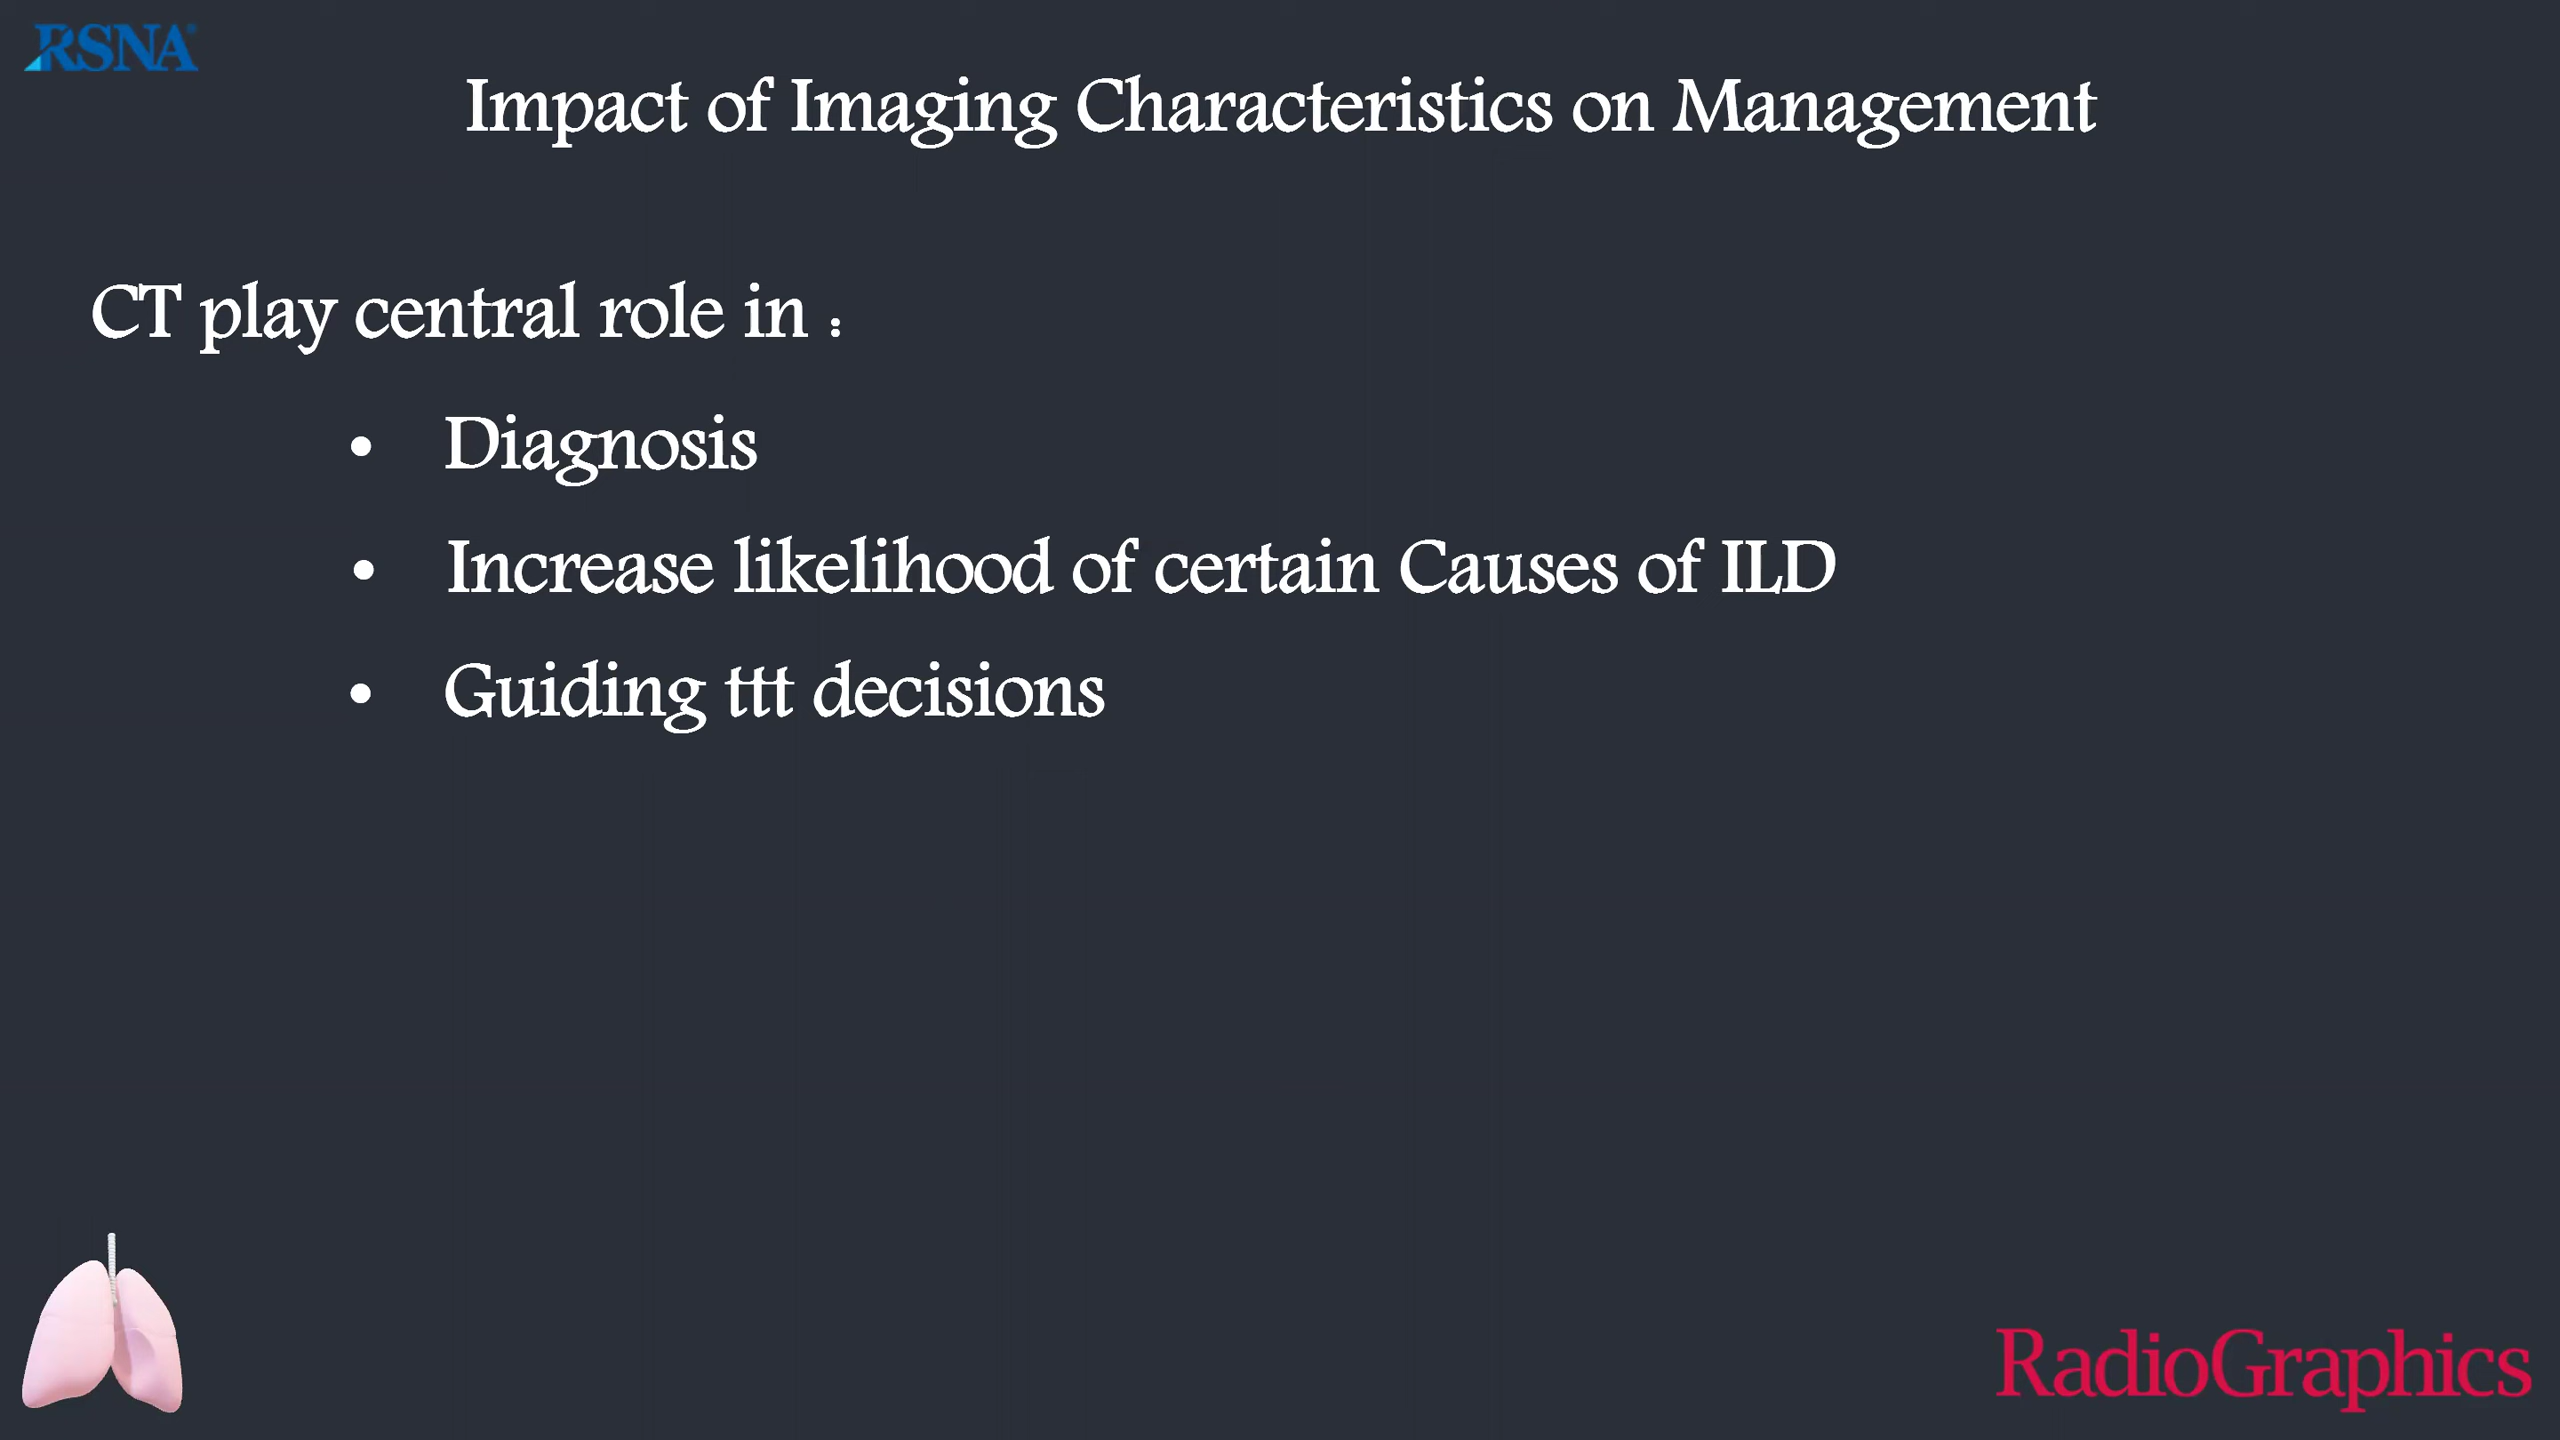 RSNA
Impact of Imaging Characteristics on Management
CT play central role in :
• Diagnosis
• Increase likelihood of certain Causes of ILD
• Guiding ttt decisions
RadioGraphics